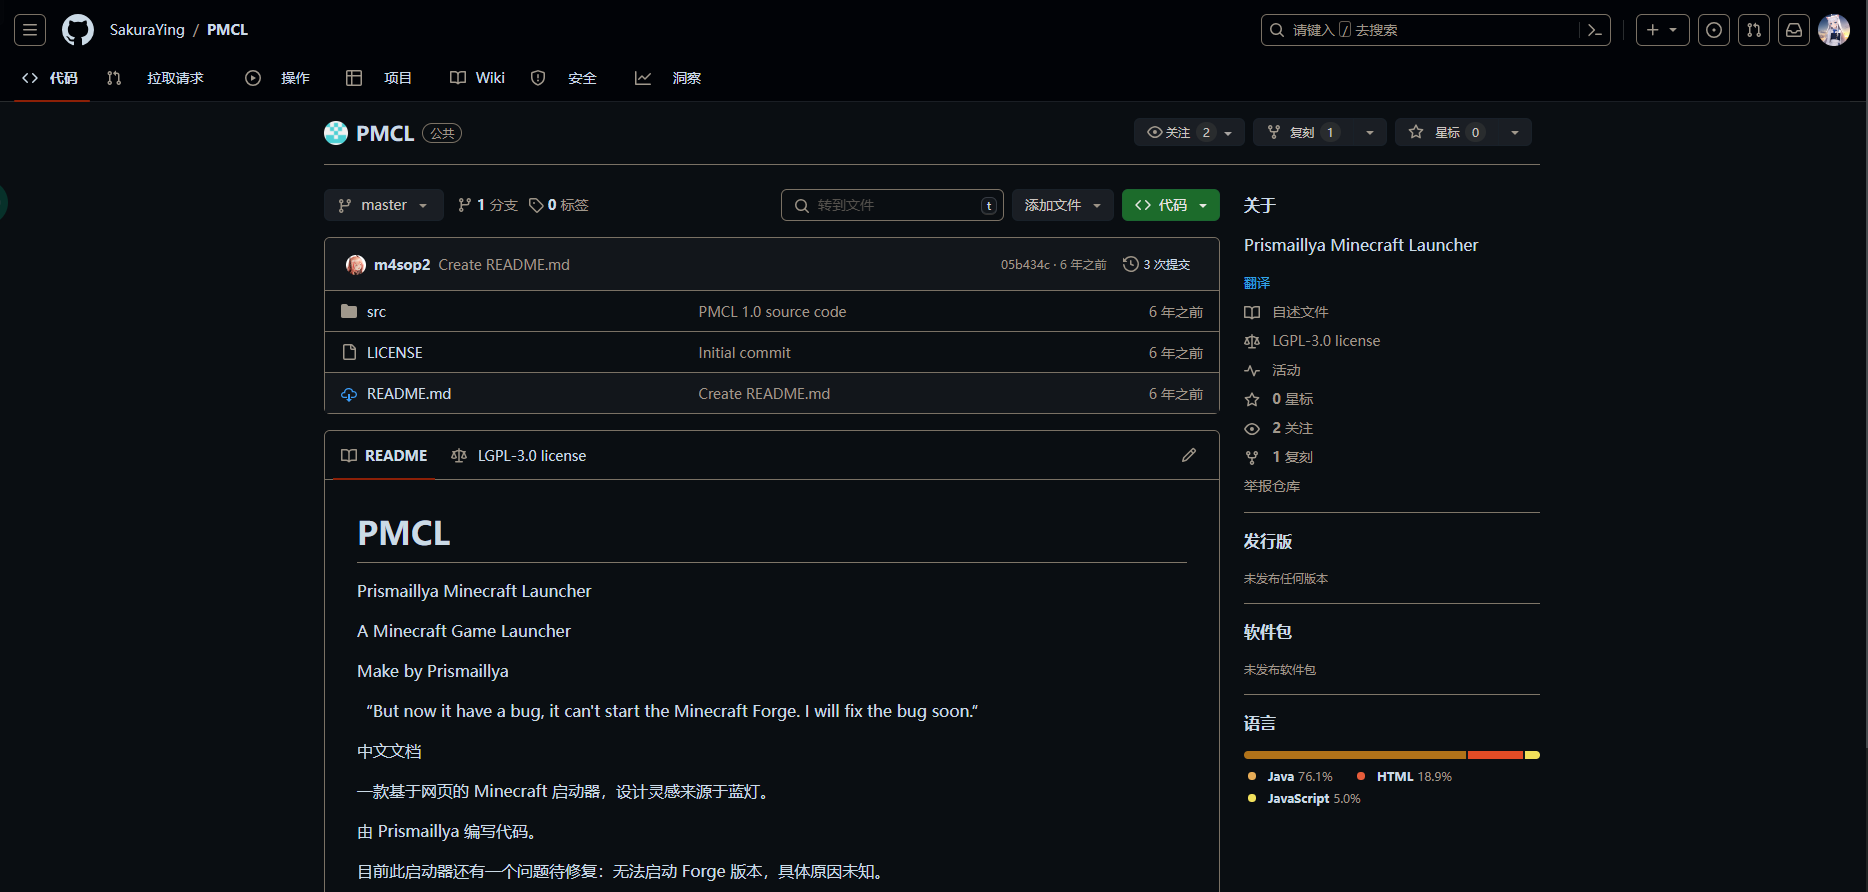 SakuraYing / PMCL
请键入 / 去搜索
代码 拉取请求 操作 项目 Wiki 安全 洞察
PMCL 公共
关注 2 复刻 1 星标 0
master 1 分支 0 标签 转到文件 t 添加文件 代码
m4sop2 Create README.md 05b434c · 6 年之前 3 次提交
src PMCL 1.0 source code 6 年之前
LICENSE Initial commit 6 年之前
README.md Create README.md 6 年之前
README LGPL-3.0 license
PMCL
Prismaillya Minecraft Launcher
A Minecraft Game Launcher
Make by Prismaillya
“But now it have a bug, it can't start the Minecraft Forge. I will fix the bug soon.“
中文文档
一款基于网页的 Minecraft 启动器，设计灵感来源于蓝灯。
由 Prismaillya 编写代码。
目前此启动器还有一个问题待修复：无法启动 Forge 版本，具体原因未知。
关于
Prismaillya Minecraft Launcher
翻译
自述文件
LGPL-3.0 license
活动
0 星标
2 关注
1 复刻
举报仓库
发行版
未发布任何版本
软件包
未发布软件包
语言
Java 76.1% HTML 18.9%
JavaScript 5.0%